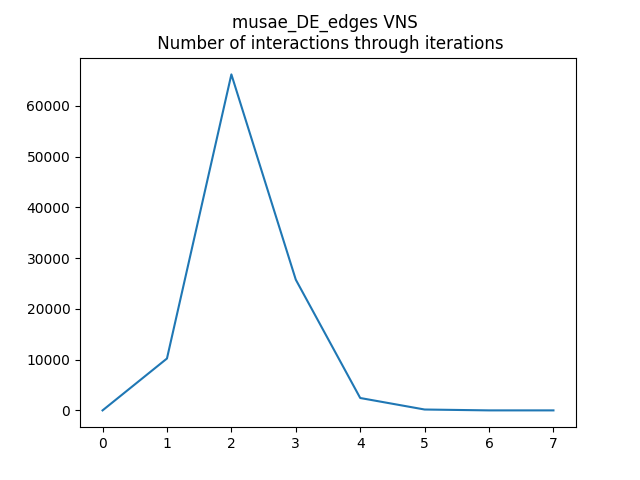 musae_DE_edges VNS
Number of interactions through iterations
60000
50000
40000
30000
20000
10000
0
0 1 2 3 4 5 6 7